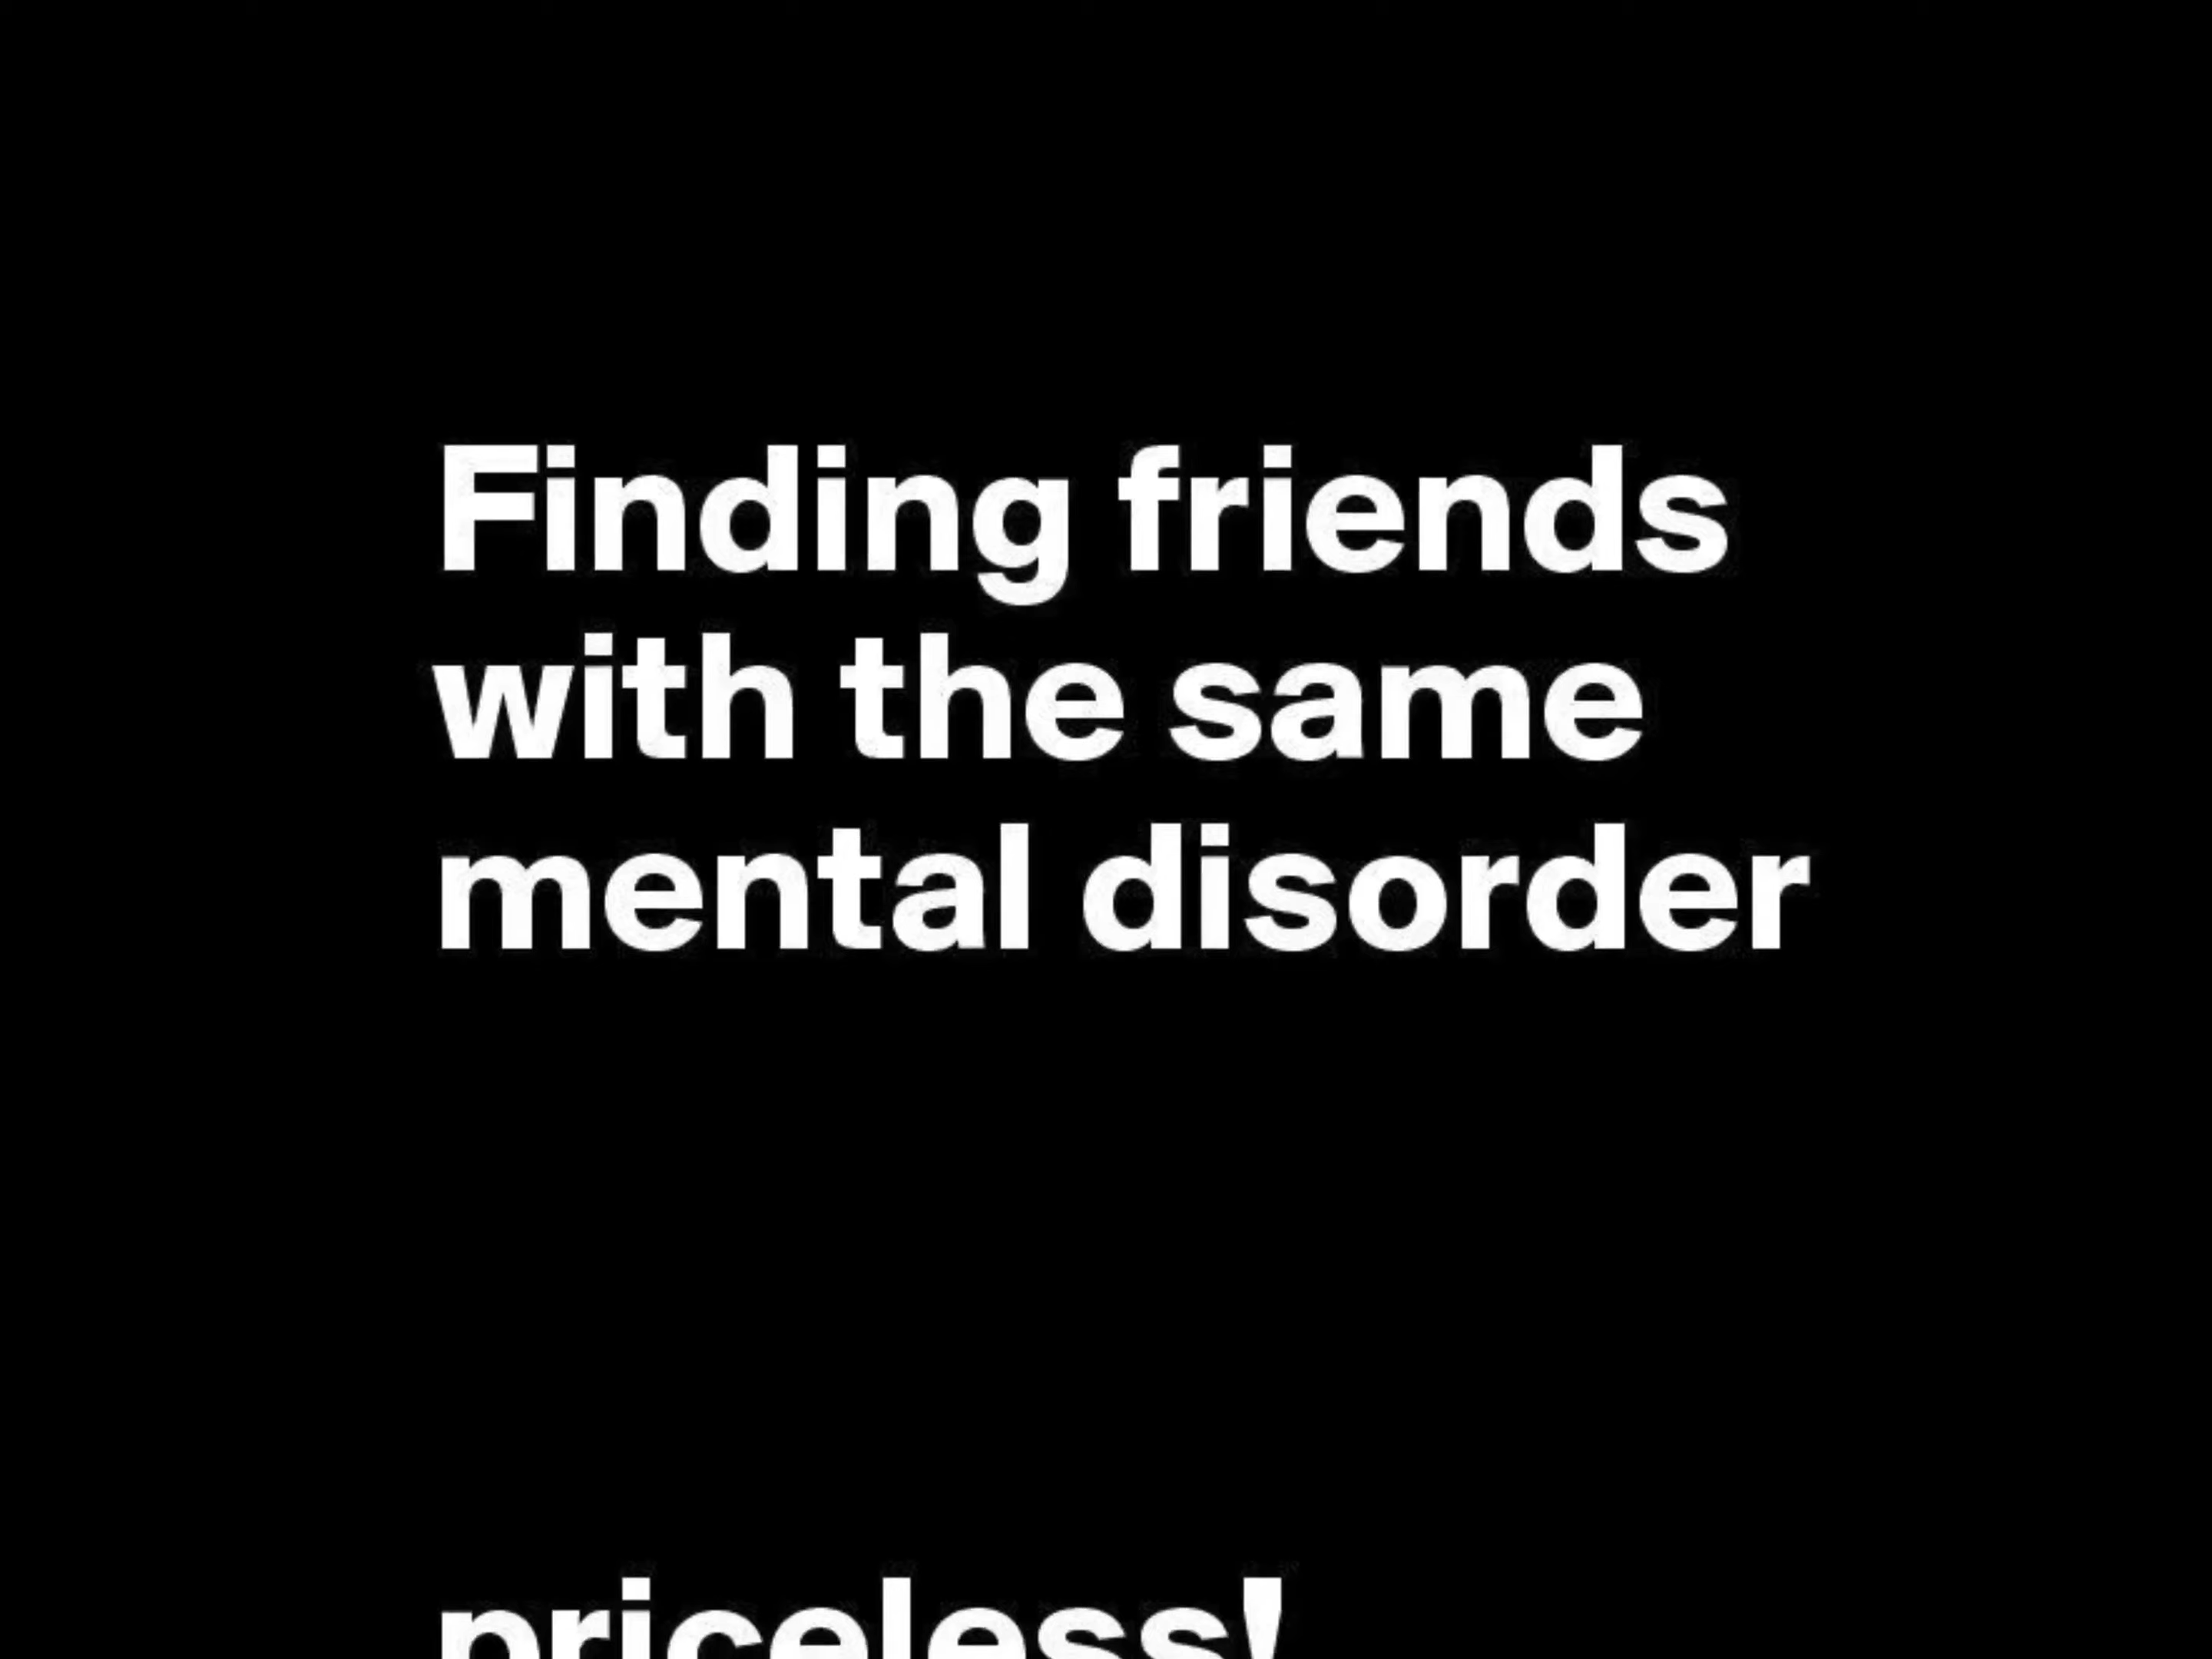 Finding friends
with the same
mental disorder
priceless!